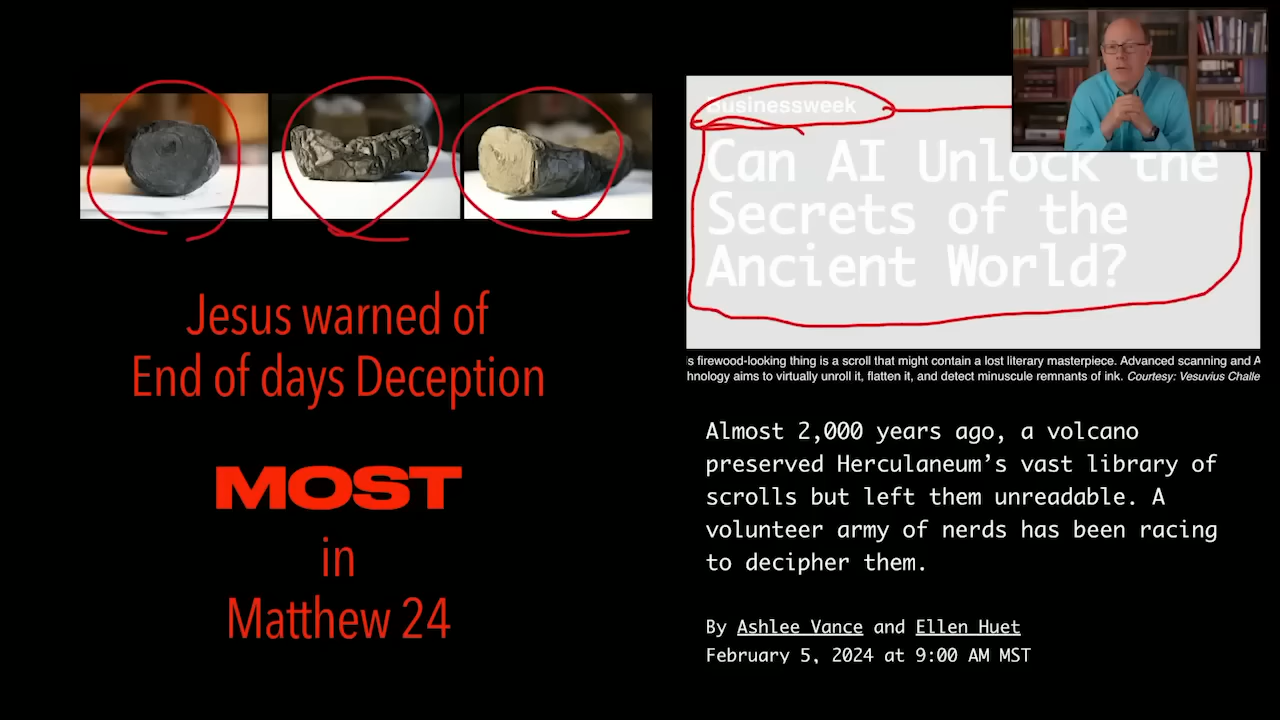 Jesus warned of
End of days Deception
MOST
in
Matthew 24
Businessweek
Can AI Unlock the
Secrets of the
Ancient World?
s firewood-looking thing is a scroll that might contain a lost literary masterpiece. Advanced scanning and A
hnology aims to virtually unroll it, flatten it, and detect minuscule remnants of ink. Courtesy: Vesuvius Challe
Almost 2,000 years ago, a volcano
preserved Herculaneum's vast library of
scrolls but left them unreadable. A
volunteer army of nerds has been racing
to decipher them.
By Ashlee Vance and Ellen Huet
February 5, 2024 at 9:00 AM MST